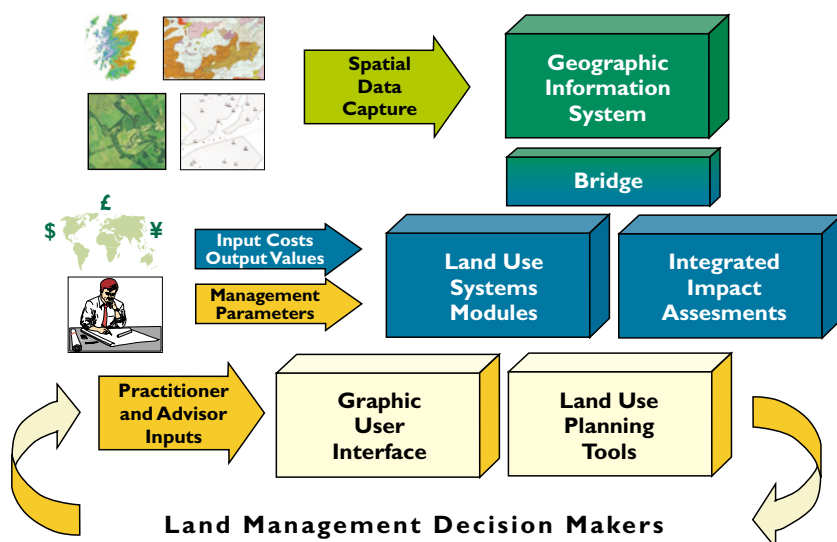 Spatial
Data
Capture
Geographic
Information
System
Bridge
$ £ ¥
Input Costs
Output Values
Management
Parameters
Land Use
Systems
Modules
Integrated
Impact
Assesments
Practitioner
and Advisor
Inputs
Graphic
User
Interface
Land Use
Planning
Tools
Land Management Decision Makers